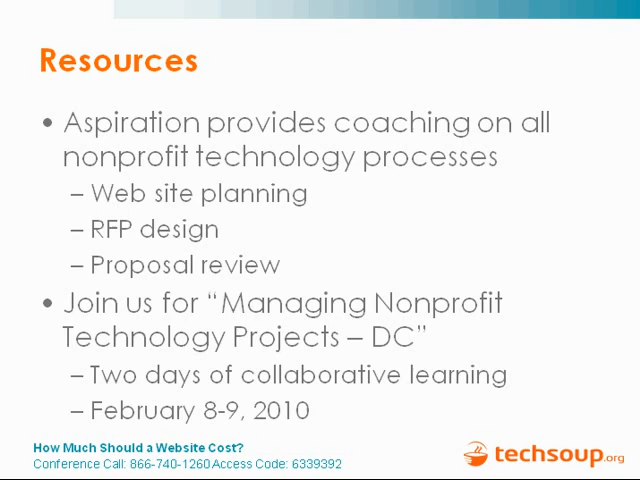 Resources
• Aspiration provides coaching on all
nonprofit technology processes
– Web site planning
– RFP design
– Proposal review
• Join us for “Managing Nonprofit
Technology Projects – DC”
– Two days of collaborative learning
– February 8-9, 2010
How Much Should a Website Cost?
Conference Call: 866-740-1260 Access Code: 6339392
techsoup.org